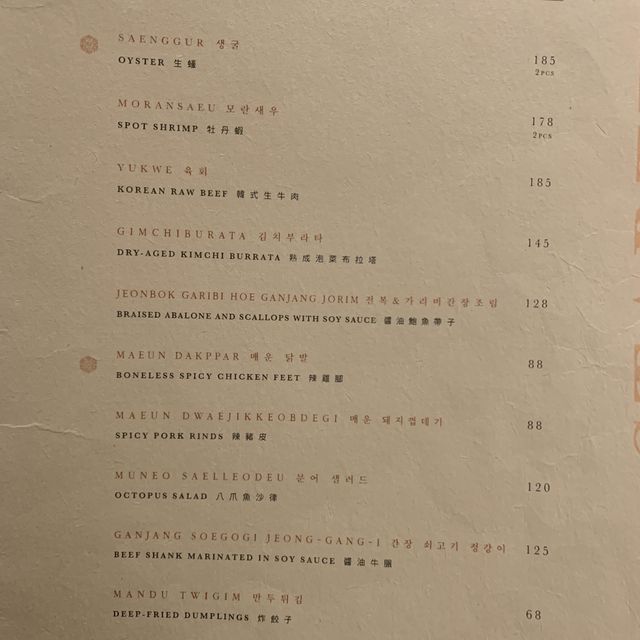 SAENGGUR 생굴
OYSTER 生蠔 185
2PCS
MORANSAEU 모란새우 178
SPOT SHRIMP 牡丹蝦 2PCS
YUKWE 육회
KOREAN RAW BEEF 韓式生牛肉 185
GIMCHIBURATA 김치부라타
DRY-AGED KIMCHI BURRATA 熟成泡菜布拉塔 145
JEONBOK GARIBI HOE GANJANG JORIM 전복&가리비간장조림 128
BRAISED ABALONE AND SCALLOPS WITH SOY SAUCE 醬油鮑魚帶子
MAEUN DAKPPAR 매운 닭발
BONELESS SPICY CHICKEN FEET 辣雞腳 88
MAEUN DWAEJIKKEOBDEGI 매운 돼지껍데기
SPICY PORK RINDS 辣豬皮 88
MUNEO SAELLEODEU 문어 샐러드
OCTOPUS SALAD 八爪魚沙律 120
GANJANG SOEGOGI JEONG-GANG-I 간장 쇠고기 정강이 125
BEEF SHANK MARINATED IN SOY SAUCE 醬油牛𦟌
MANDU TWIGIM 만두튀김
DEEP-FRIED DUMPLINGS 炸餃子 68